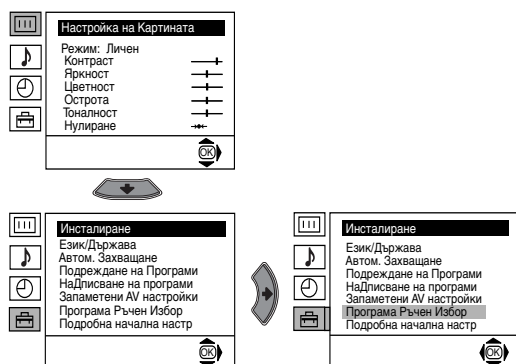 Настройка на Картината
Режим: Личен
Контраст
Яркност
Цветност
Острота
Тоналност
Нулиране
OK
Инсталиране
Език/Държава
Автом. Захващане
Подреждане на Програми
НаДписване на програми
Запаметени AV настройки
Програма Ръчен Избор
Подробна начална настр
OK
Инсталиране
Език/Държава
Автом. Захващане
Подреждане на Програми
НаДписване на програми
Запаметени AV настройки
Програма Ръчен Избор
Подробна начална настр
OK